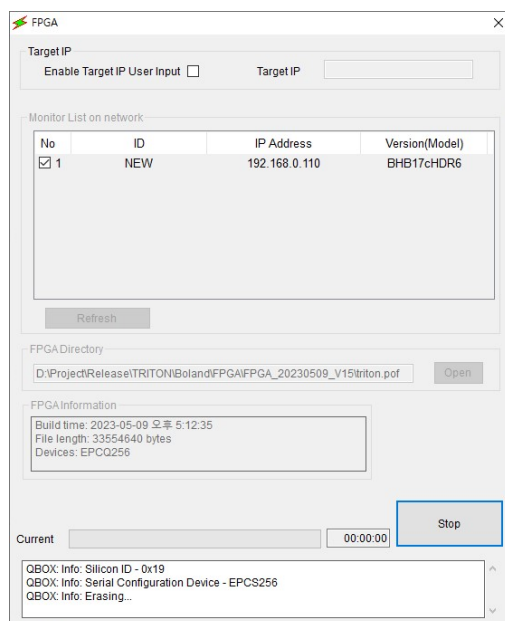 FPGA
Target IP
Enable Target IP User Input Target IP
Monitor List on network
No ID IP Address Version(Model)
1 NEW 192.168.0.110 BHB17cHDR6
Refresh
FPGA Directory
D:\Project\Release\TRITON\Boland\FPGA\FPGA_20230509_V15\triton.pof Open
FPGA Information
Build time: 2023-05-09 오후 5:12:35
File length: 33554640 bytes
Devices: EPCQ256
Stop
Current 00:00:00
QBOX: Info: Silicon ID - 0x19
QBOX: Info: Serial Configuration Device - EPCS256
QBOX: Info: Erasing...